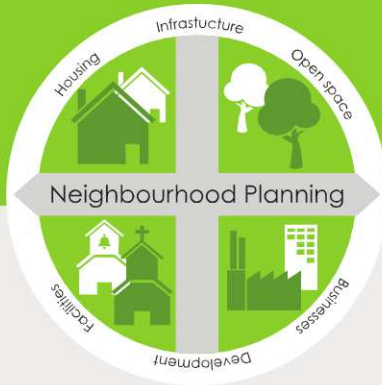 Infrastucture
Housing
Open space
Neighbourhood Planning
Facilities
Businesses
Development